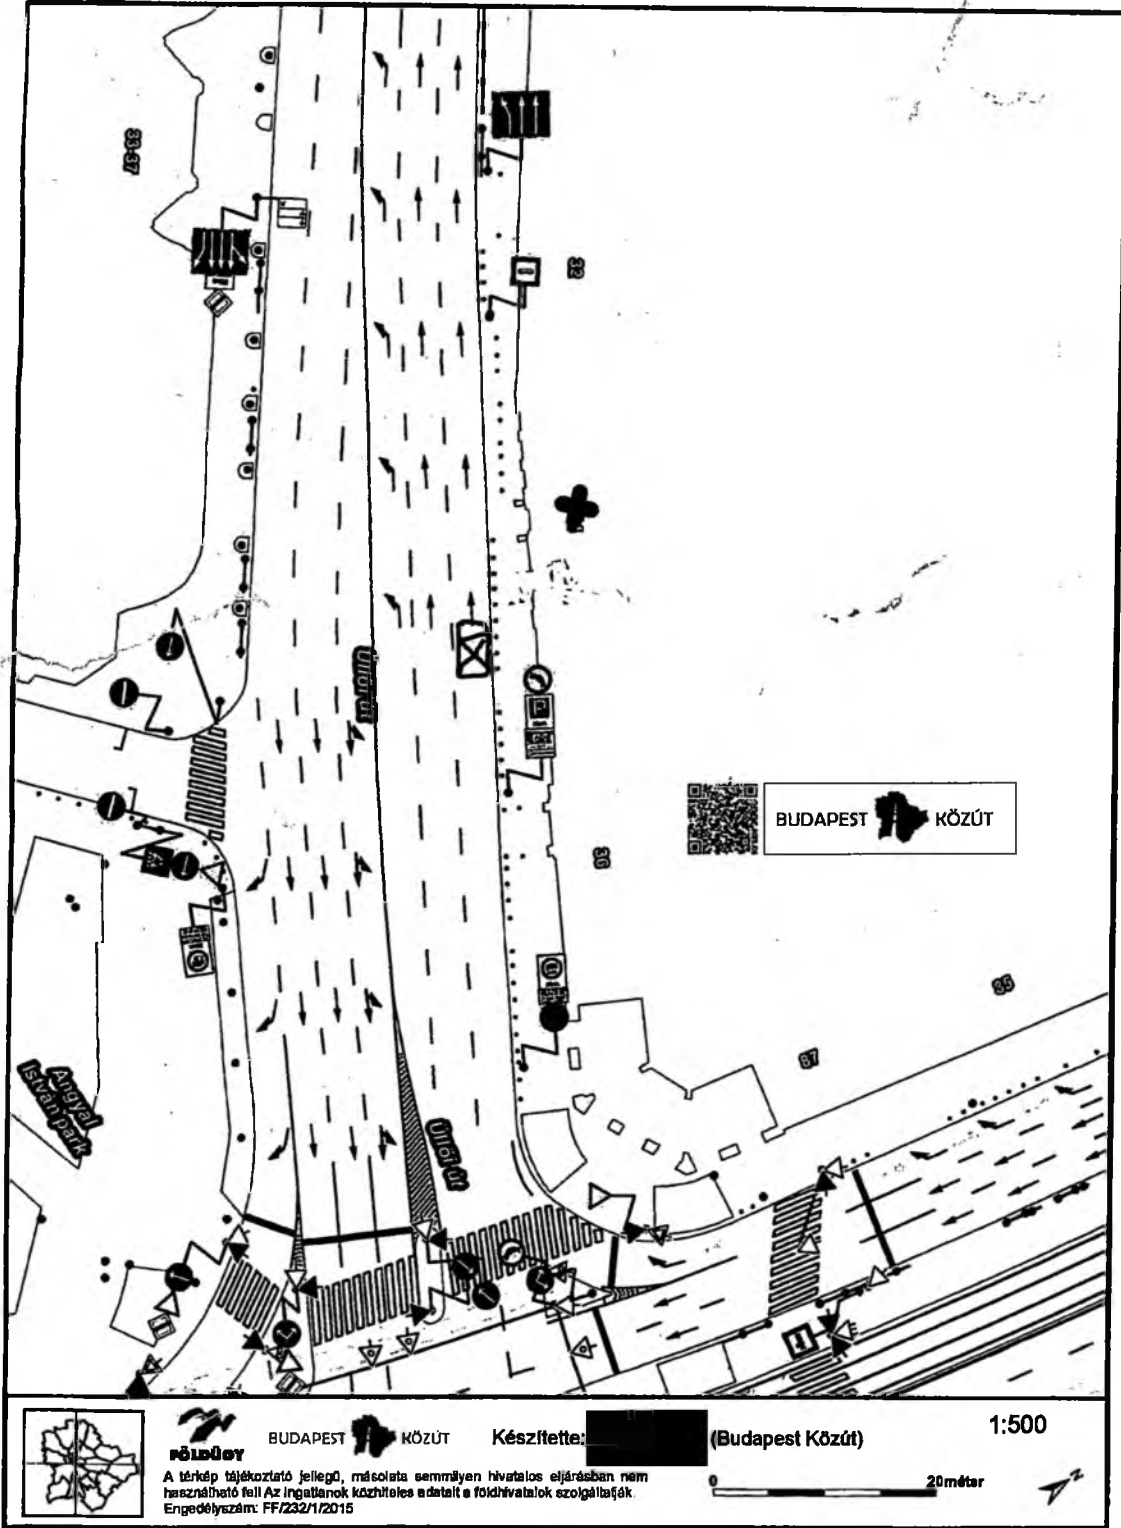 33-37
32
Üllői út
P
BUDAPEST KÖZÚT
36
35
87
Angyal
István park
Üllői út
FÖLDÜGY
BUDAPEST KÖZÚT
Készítette:
(Budapest Közút)
1:500
A térkép tájékoztató jellegű, másolata semmilyen hivatalos eljárásban nem
használható fel! Az ingatlanok közhiteles adatait a földhivatalok szolgáltatják.
Engedélyszám: FF/232/1/2015
0 20méter
N